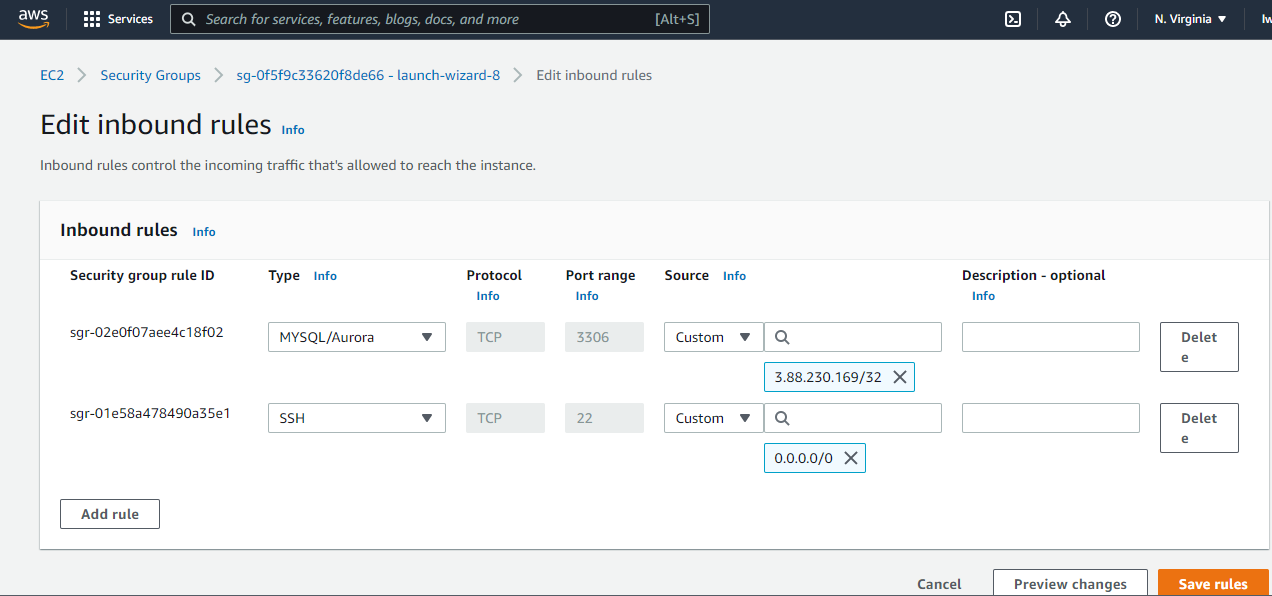 aws
Services
Search for services, features, blogs, docs, and more [Alt+S]
N. Virginia
EC2 > Security Groups > sg-0f5f9c33620f8de66 - launch-wizard-8 > Edit inbound rules
Edit inbound rules Info
Inbound rules control the incoming traffic that's allowed to reach the instance.
Inbound rules Info
Security group rule ID Type Info Protocol Port range Source Info Description - optional
Info Info Info
sgr-02e0f07aee4c18f02 MYSQL/Aurora TCP 3306 Custom Delet
e
3.88.230.169/32
sgr-01e58a478490a35e1 SSH TCP 22 Custom Delet
e
0.0.0.0/0
Add rule
Cancel Preview changes Save rules